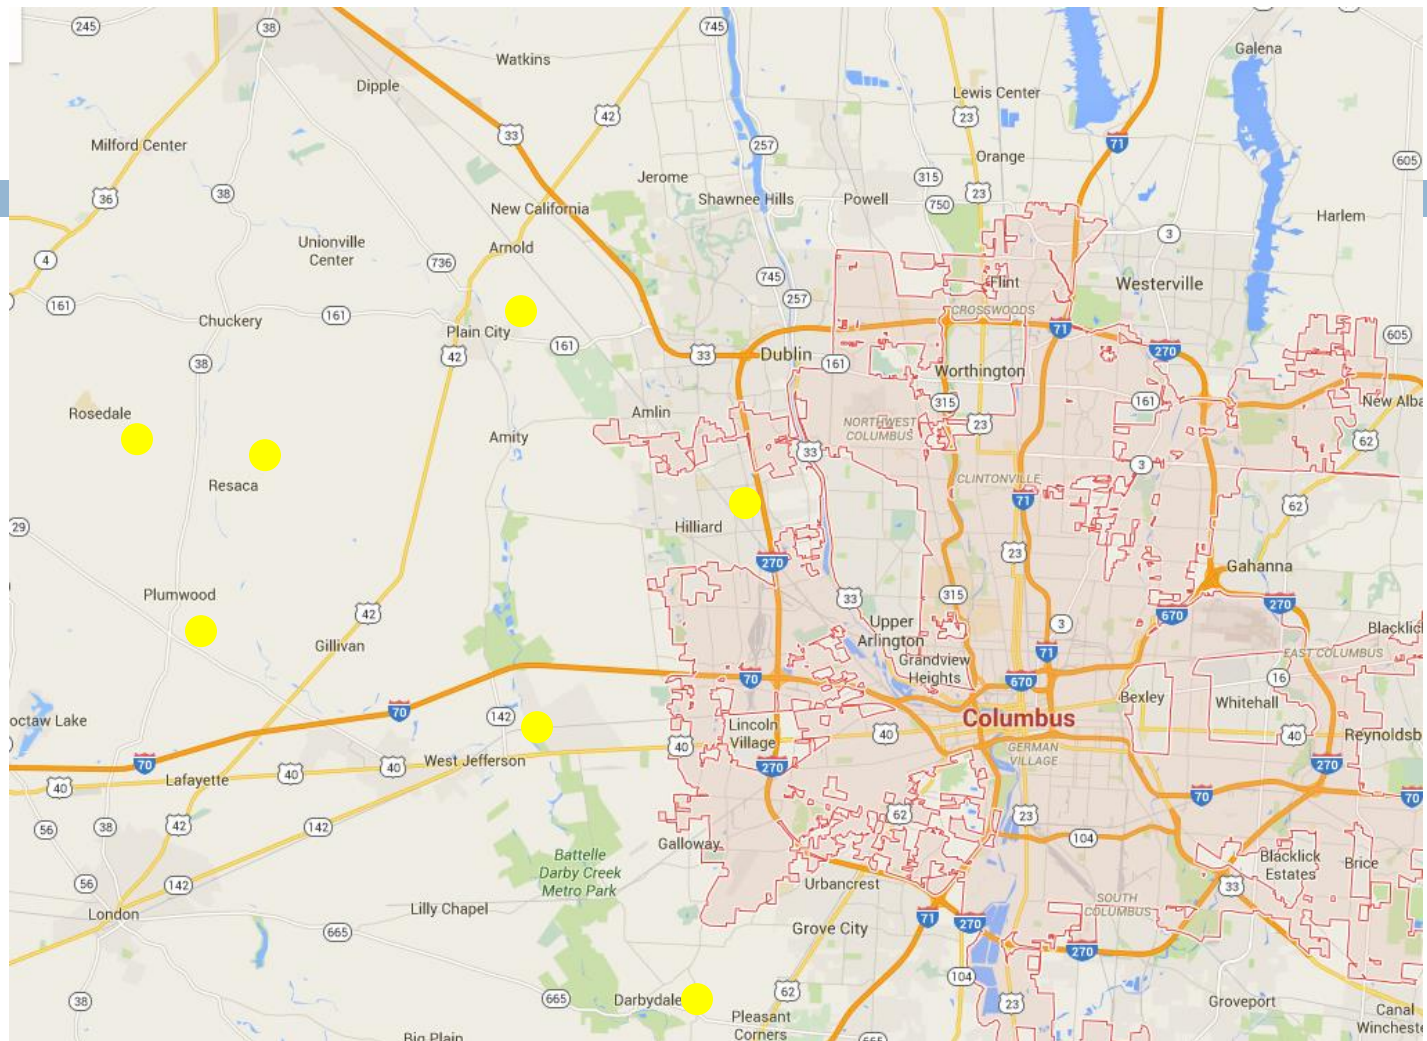 245
38
745
Galena
Watkins
Dipple
Lewis Center
42
23
33
71
Milford Center
257
Orange
605
Jerome
315
36
38
Shawnee Hills
Powell
23
750
New California
Harlem
3
Unionville
Center
Arnold
4
736
745
Flint
Westerville
161
257
CROSSWOODS
Chuckery
161
Plain City
71
605
161
270
42
33
Dublin
161
38
Worthington
315
161
New Alba
Rosedale
Amlin
NORTHWEST
COLUMBUS
23
62
Amity
33
3
Resaca
CLINTONVILLE
71
62
29
Hilliard
23
270
Gahanna
Plumwood
315
33
270
42
670
3
Upper
Arlington
Blacklick
Gillivan
71
EAST COLUMBUS
Grandview
Heights
70
670
16
Bexley
Whitehall
octaw Lake
70
142
Lincoln
Village
Columbus
40
40
40
Reynoldsb
GERMAN
VILLAGE
West Jefferson
70
40
270
270
Lafayette
40
40
70
70
56
38
42
142
62
23
104
Galloway
Battelle
Darby Creek
Metro Park
Blacklick
Estates
Brice
56
142
Urbancrest
33
SOUTH
COLUMBUS
London
Lilly Chapel
71
270
665
Grove City
270
104
38
665
Darbydale
62
23
Groveport
Pleasant
Corners
Canal
Wincheste
Big Plain
665